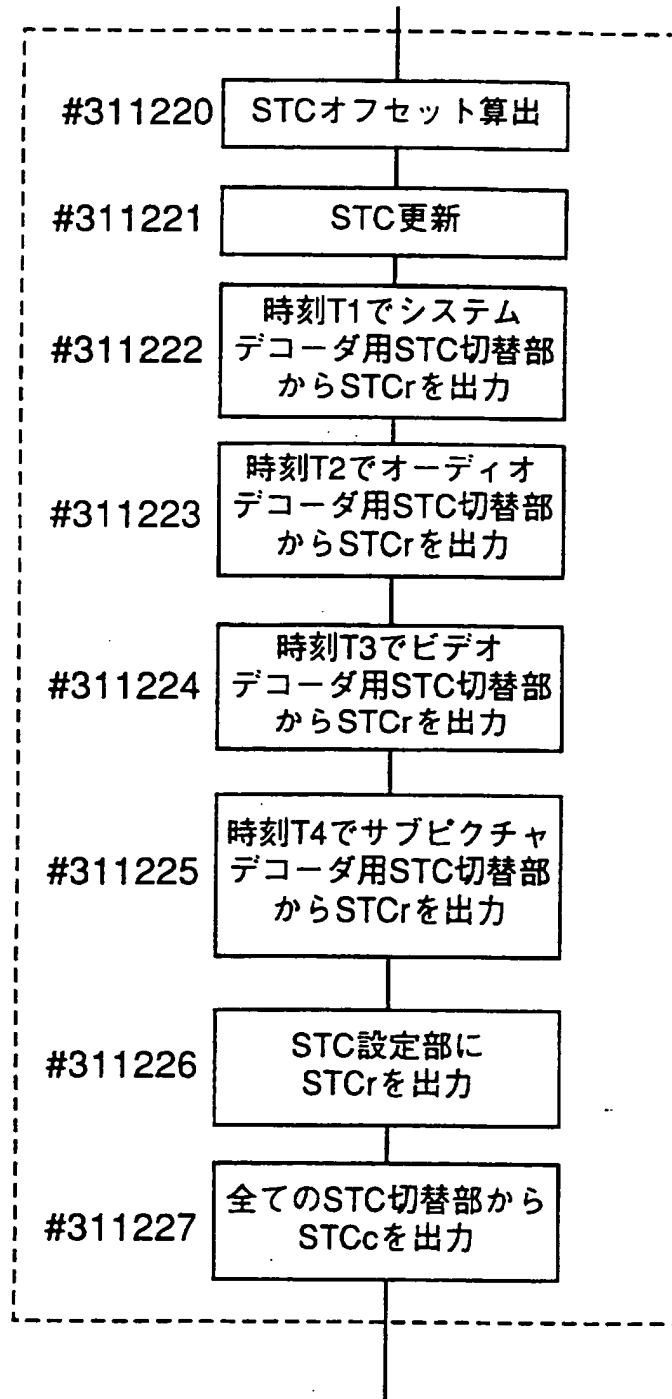 #311220 STCオフセット算出
#311221 STC更新
時刻T1でシステム
#311222 デコーダ用STC切替部
からSTCrを出力
時刻T2でオーディオ
#311223 デコーダ用STC切替部
からSTCrを出力
時刻T3でビデオ
#311224 デコーダ用STC切替部
からSTCrを出力
時刻T4でサブピクチャ
#311225 デコーダ用STC切替部
からSTCrを出力
STC設定部に
#311226 STCrを出力
全てのSTC切替部から
#311227 STCcを出力